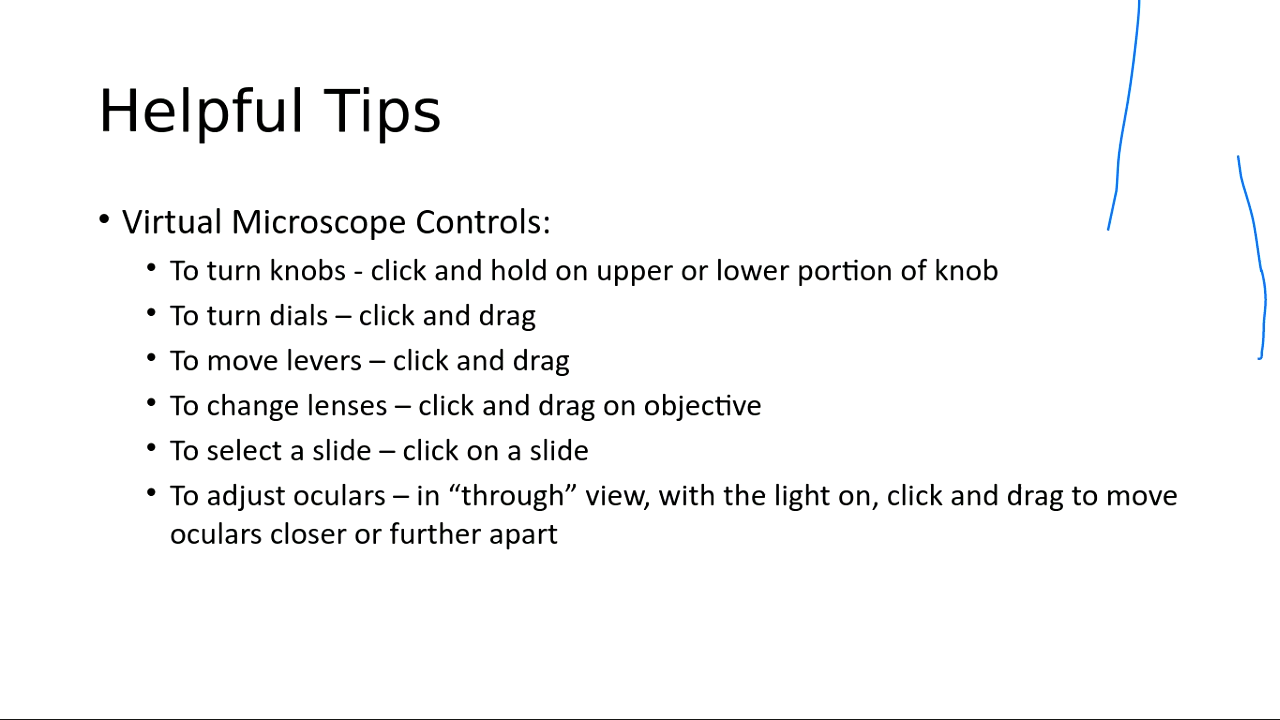 Helpful Tips
• Virtual Microscope Controls:
• To turn knobs - click and hold on upper or lower portion of knob
• To turn dials – click and drag
• To move levers – click and drag
• To change lenses – click and drag on objective
• To select a slide – click on a slide
• To adjust oculars – in “through” view, with the light on, click and drag to move
oculars closer or further apart